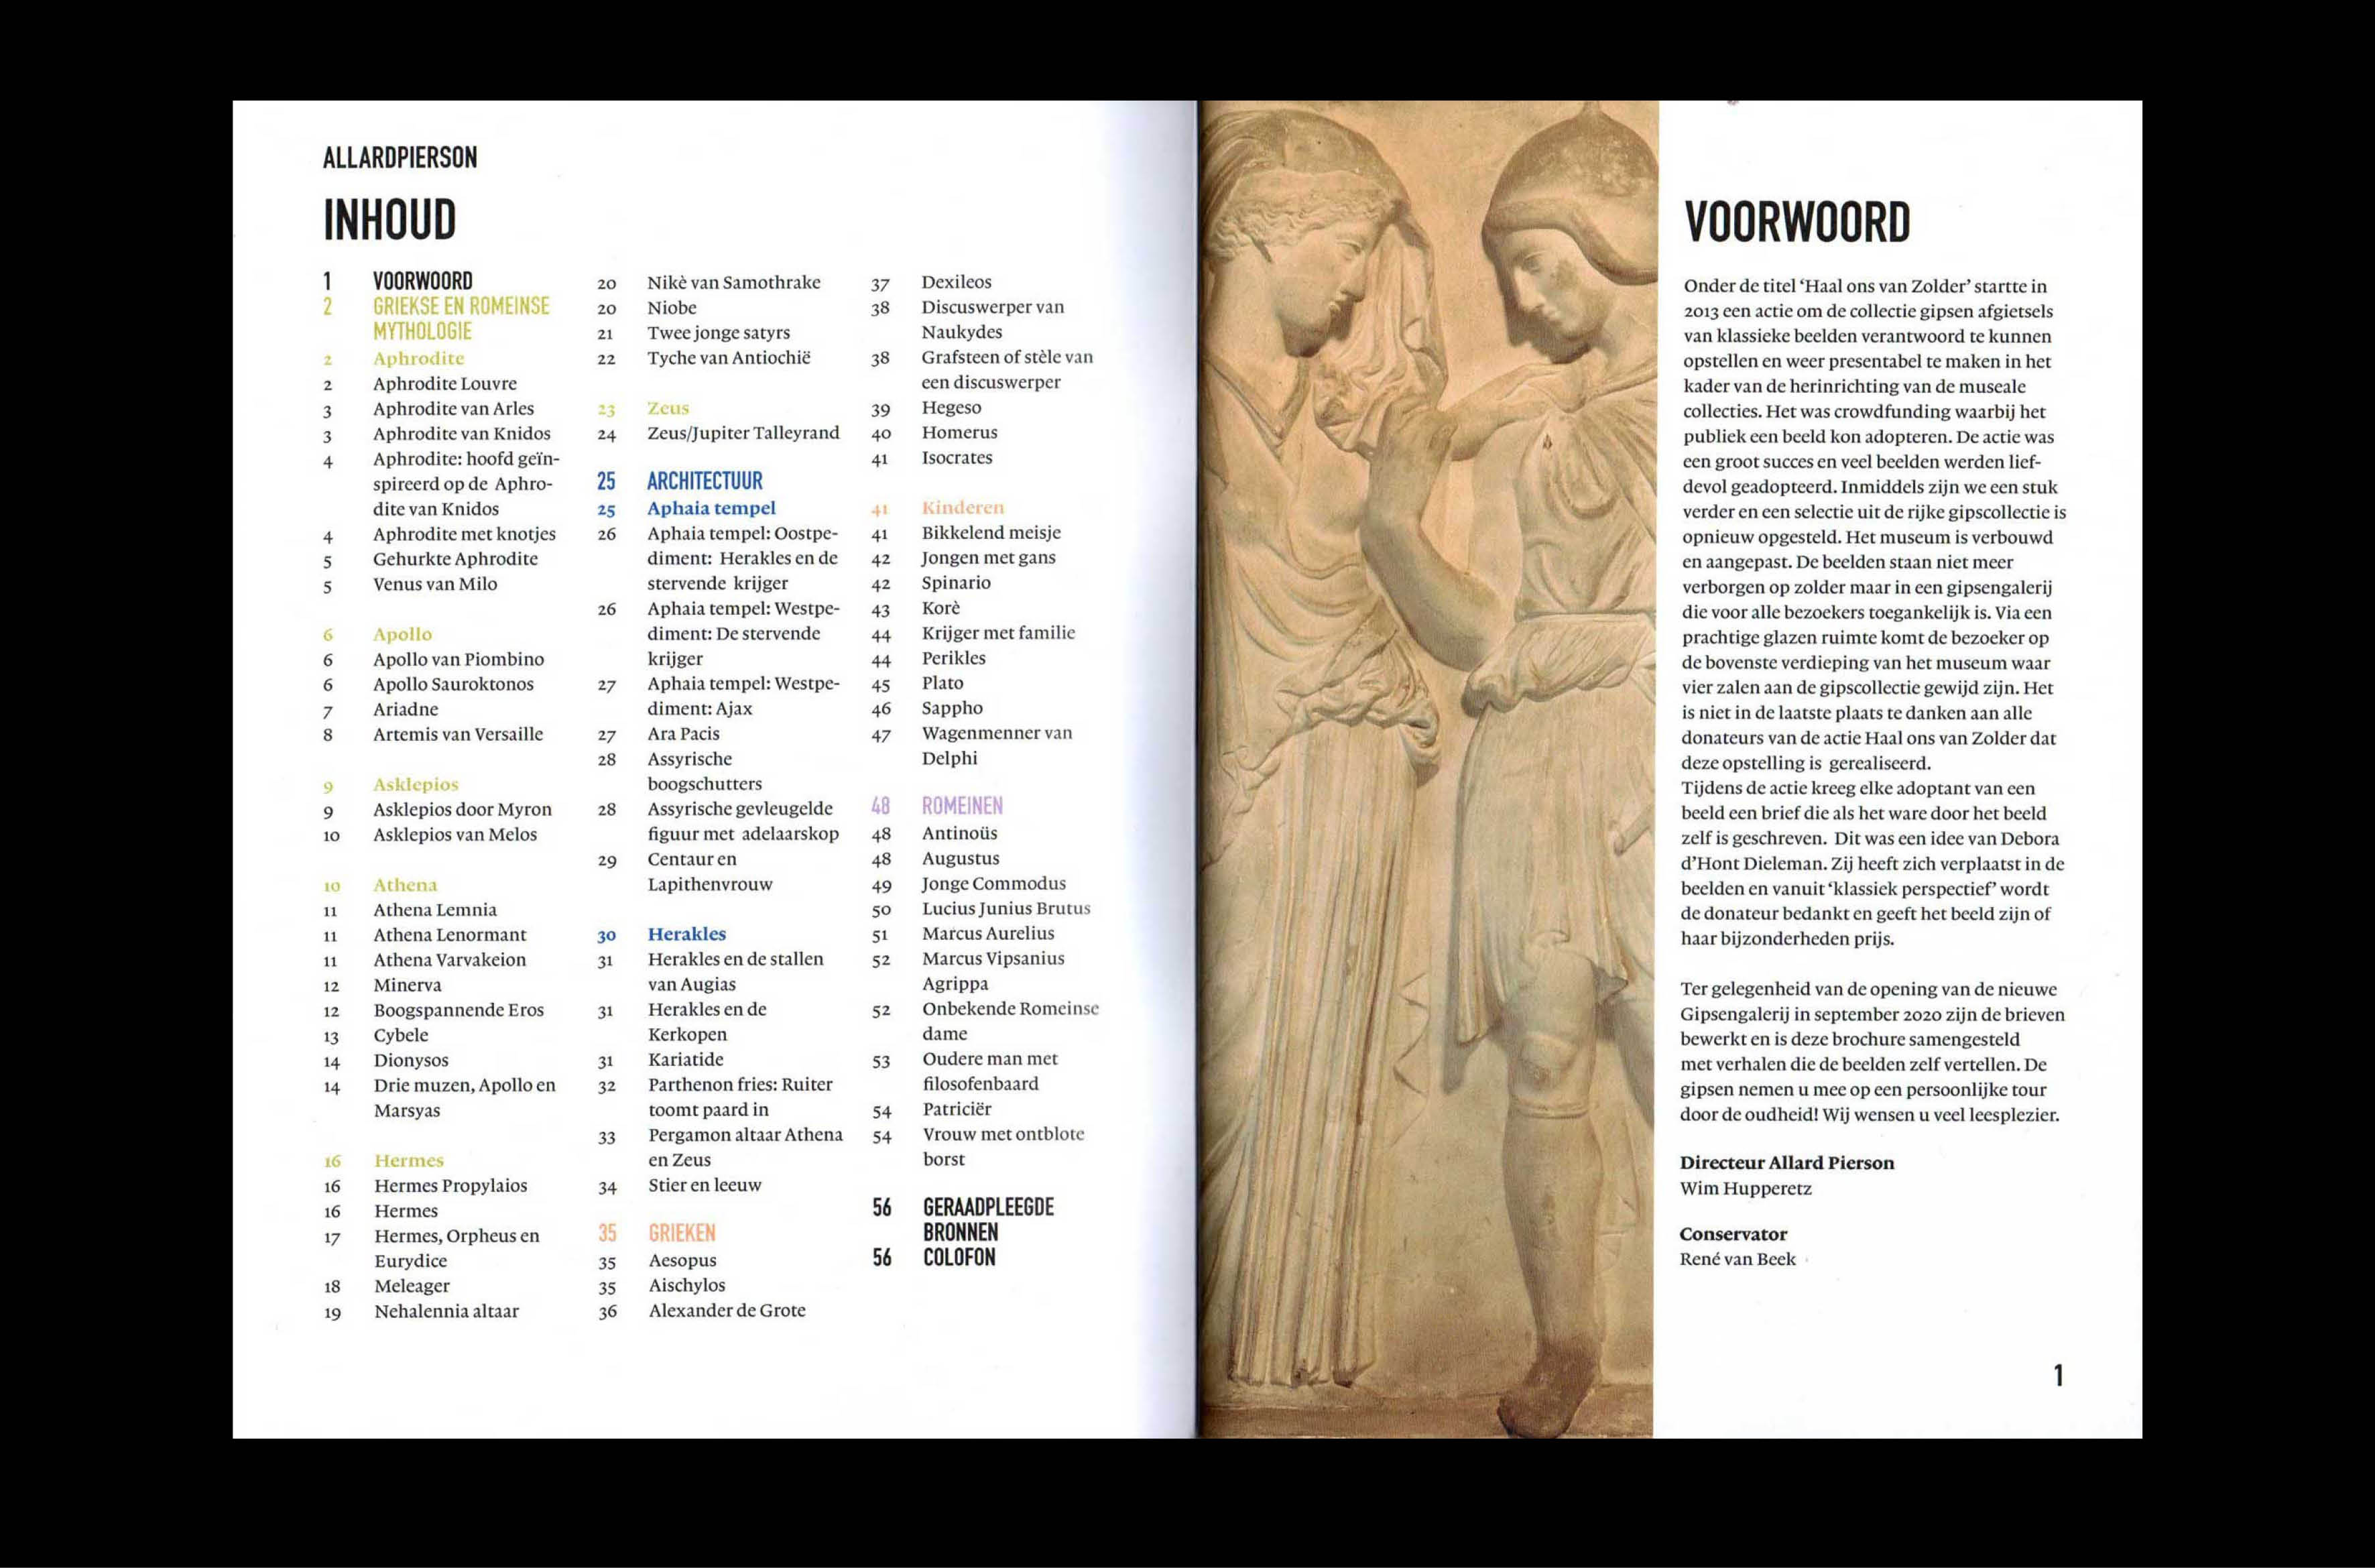 ALLARDPIERSON
INHOUD
1 VOORWOORD
2 GRIEKSE EN ROMEINSE
MYTHOLOGIE
2 Aphrodite
2 Aphrodite Louvre
3 Aphrodite van Arles
3 Aphrodite van Knidos
4 Aphrodite: hoofd geïn-
spireerd op de Aphro-
dite van Knidos
4 Aphrodite met knotjes
5 Gehurkte Aphrodite
5 Venus van Milo
6 Apollo
6 Apollo van Piombino
6 Apollo Sauroktonos
7 Ariadne
8 Artemis van Versaille
9 Asklepios
9 Asklepios door Myron
10 Asklepios van Melos
10 Athena
11 Athena Lemnia
11 Athena Lenormant
11 Athena Varvakeion
12 Minerva
12 Boogspannende Eros
13 Cybele
14 Dionysos
14 Drie muzen, Apollo en
Marsyas
16 Hermes
16 Hermes Propylaios
16 Hermes
17 Hermes, Orpheus en
Eurydice
18 Meleager
19 Nehalennia altaar
20 Nikè van Samothrake
20 Niobe
21 Twee jonge satyrs
22 Tyche van Antiochië
23 Zeus
24 Zeus/Jupiter Talleyrand
25 ARCHITECTUUR
25 Aphaia tempel
26 Aphaia tempel: Oostpe-
diment: Herakles en de
stervende krijger
26 Aphaia tempel: Westpe-
diment: De stervende
krijger
27 Aphaia tempel: Westpe-
diment: Ajax
27 Ara Pacis
28 Assyrische
boogschutters
28 Assyrische gevleugelde
figuur met adelaarskop
29 Centaur en
Lapithenvrouw
30 Herakles
31 Herakles en de stallen
van Augias
31 Herakles en de
Kerkopen
31 Kariatide
32 Parthenon fries: Ruiter
toomt paard in
33 Pergamon altaar Athena
en Zeus
34 Stier en leeuw
35 GRIEKEN
35 Aesopus
35 Aischylos
36 Alexander de Grote
37 Dexileos
38 Discuswerper van
Naukydes
38 Grafsteen of stèle van
een discuswerper
39 Hegeso
40 Homerus
41 Isocrates
41 Kinderen
41 Bikkelend meisje
42 Jongen met gans
42 Spinario
43 Korè
44 Krijger met familie
44 Perikles
45 Plato
46 Sappho
47 Wagenmenner van
Delphi
48 ROMEINEN
48 Antinoüs
48 Augustus
49 Jonge Commodus
50 Lucius Junius Brutus
51 Marcus Aurelius
52 Marcus Vipsanius
Agrippa
52 Onbekende Romeinse
dame
53 Oudere man met
filosofenbaard
54 Patriciër
54 Vrouw met ontblote
borst
56 GERAADPLEEGDE
BRONNEN
56 COLOFON
VOORWOORD
Onder de titel ‘Haal ons van Zolder’ startte in
2013 een actie om de collectie gipsen afgietsels
van klassieke beelden verantwoord te kunnen
opstellen en weer presentabel te maken in het
kader van de herinrichting van de museale
collecties. Het was crowdfunding waarbij het
publiek een beeld kon adopteren. De actie was
een groot succes en veel beelden werden lief-
devol geadopteerd. Inmiddels zijn we een stuk
verder en een selectie uit de rijke gipscollectie is
opnieuw opgesteld. Het museum is verbouwd
en aangepast. De beelden staan niet meer
verborgen op zolder maar in een gipsengalerij
die voor alle bezoekers toegankelijk is. Via een
prachtige glazen ruimte komt de bezoeker op
de bovenste verdieping van het museum waar
vier zalen aan de gipscollectie gewijd zijn. Het
is niet in de laatste plaats te danken aan alle
donateurs van de actie Haal ons van Zolder dat
deze opstelling is gerealiseerd.
Tijdens de actie kreeg elke adoptant van een
beeld een brief die als het ware door het beeld
zelf is geschreven. Dit was een idee van Debora
d’Hont Dieleman. Zij heeft zich verplaatst in de
beelden en vanuit ‘klassiek perspectief’ wordt
de donateur bedankt en geeft het beeld zijn of
haar bijzonderheden prijs.
Ter gelegenheid van de opening van de nieuwe
Gipsengalerij in september 2020 zijn de brieven
bewerkt en is deze brochure samengesteld
met verhalen die de beelden zelf vertellen. De
gipsen nemen u mee op een persoonlijke tour
door de oudheid! Wij wensen u veel leesplezier.
Directeur Allard Pierson
Wim Hupperetz
Conservator
René van Beek
1